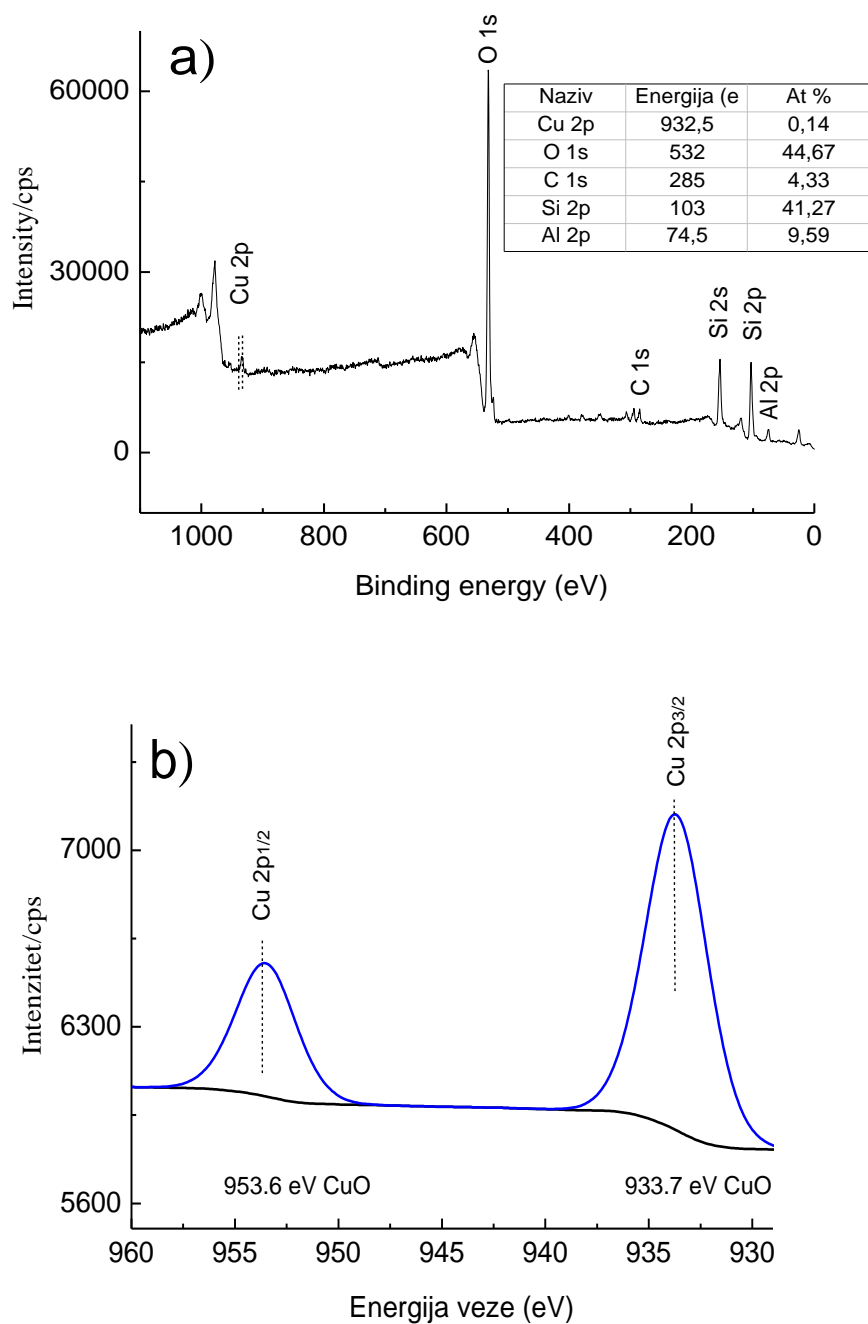 a)
O 1s
60000
Naziv Energija (e At %
Cu 2p 932,5 0,14
O 1s 532 44,67
C 1s 285 4,33
Si 2p 103 41,27
Al 2p 74,5 9,59
Intensity/cps
30000
Cu 2p
Si 2s
Si 2p
C 1s
Al 2p
0
1000 800 600 400 200 0
Binding energy (eV)
b)
Cu 2p3/2
7000
Cu 2p1/2
Intenzitet/cps
6300
953.6 eV CuO 933.7 eV CuO
5600
960 955 950 945 940 935 930
Energija veze (eV)